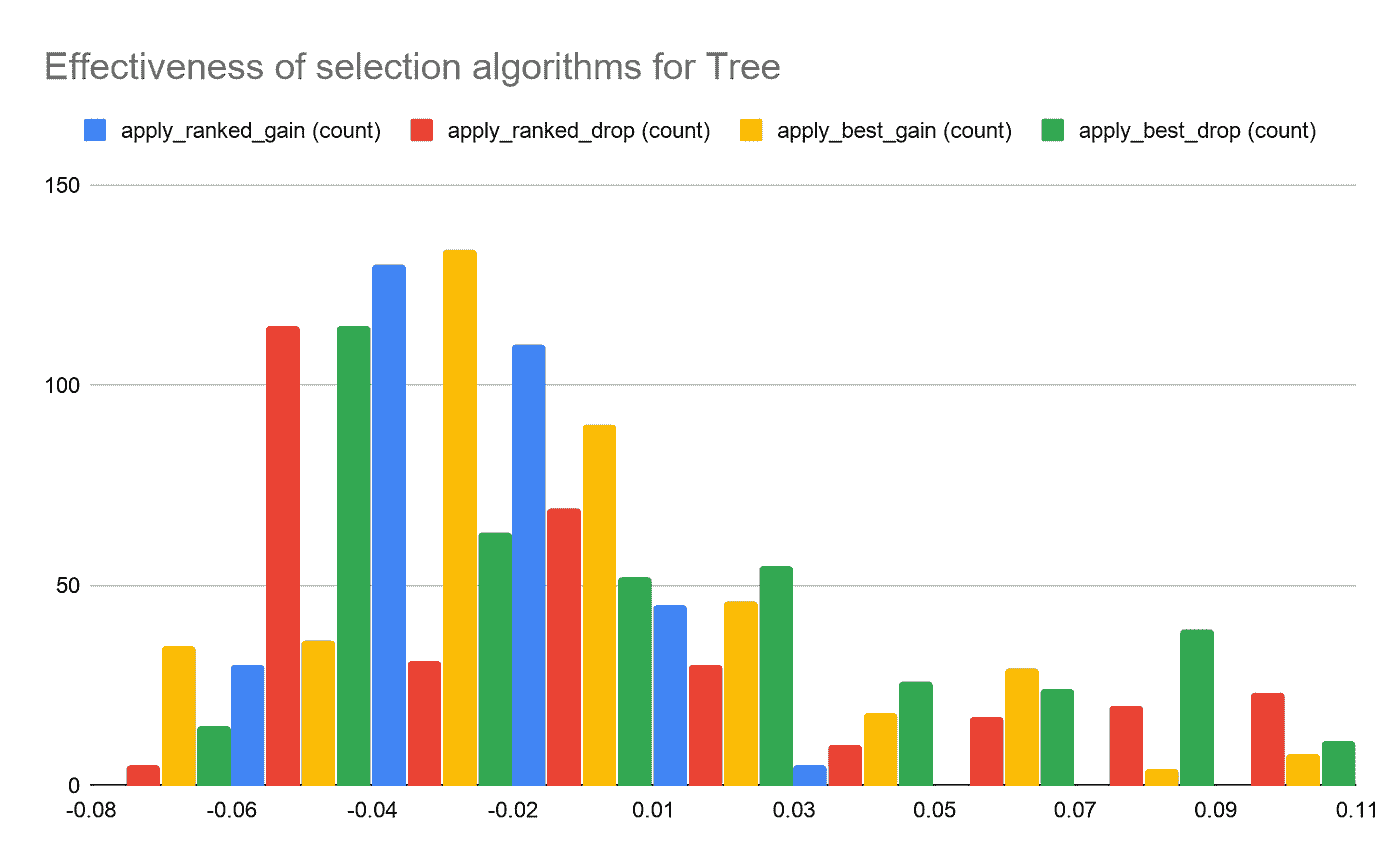 Effectiveness of selection algorithms for Tree
apply_ranked_gain (count) apply_ranked_drop (count) apply_best_gain (count) apply_best_drop (count)
150
100
50
0
-0.08 -0.06 -0.04 -0.02 0.01 0.03 0.05 0.07 0.09 0.11